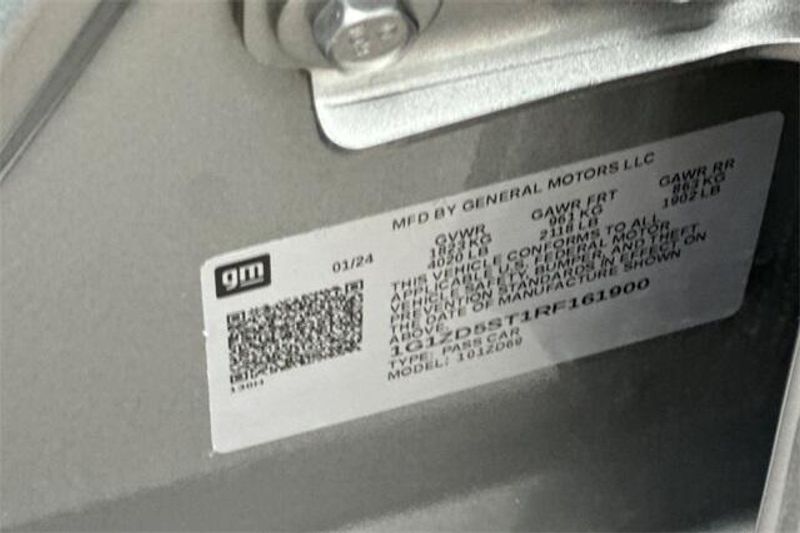 gm
01/24
MFD BY GENERAL MOTORS LLC
GVWR GAWR FRT GAWR RR
1823 KG 961 KG 863 KG
4020 LB 2118 LB 1902 LB
THIS VEHICLE CONFORMS TO ALL
APPLICABLE U.S. FEDERAL MOTOR
VEHICLE SAFETY, BUMPER, AND THEFT
PREVENTION STANDARDS IN EFFECT ON
THE DATE OF MANUFACTURE SHOWN
ABOVE.
1G1ZD5ST1RF161900
TYPE: PASS CAR
MODEL: 101ZD69